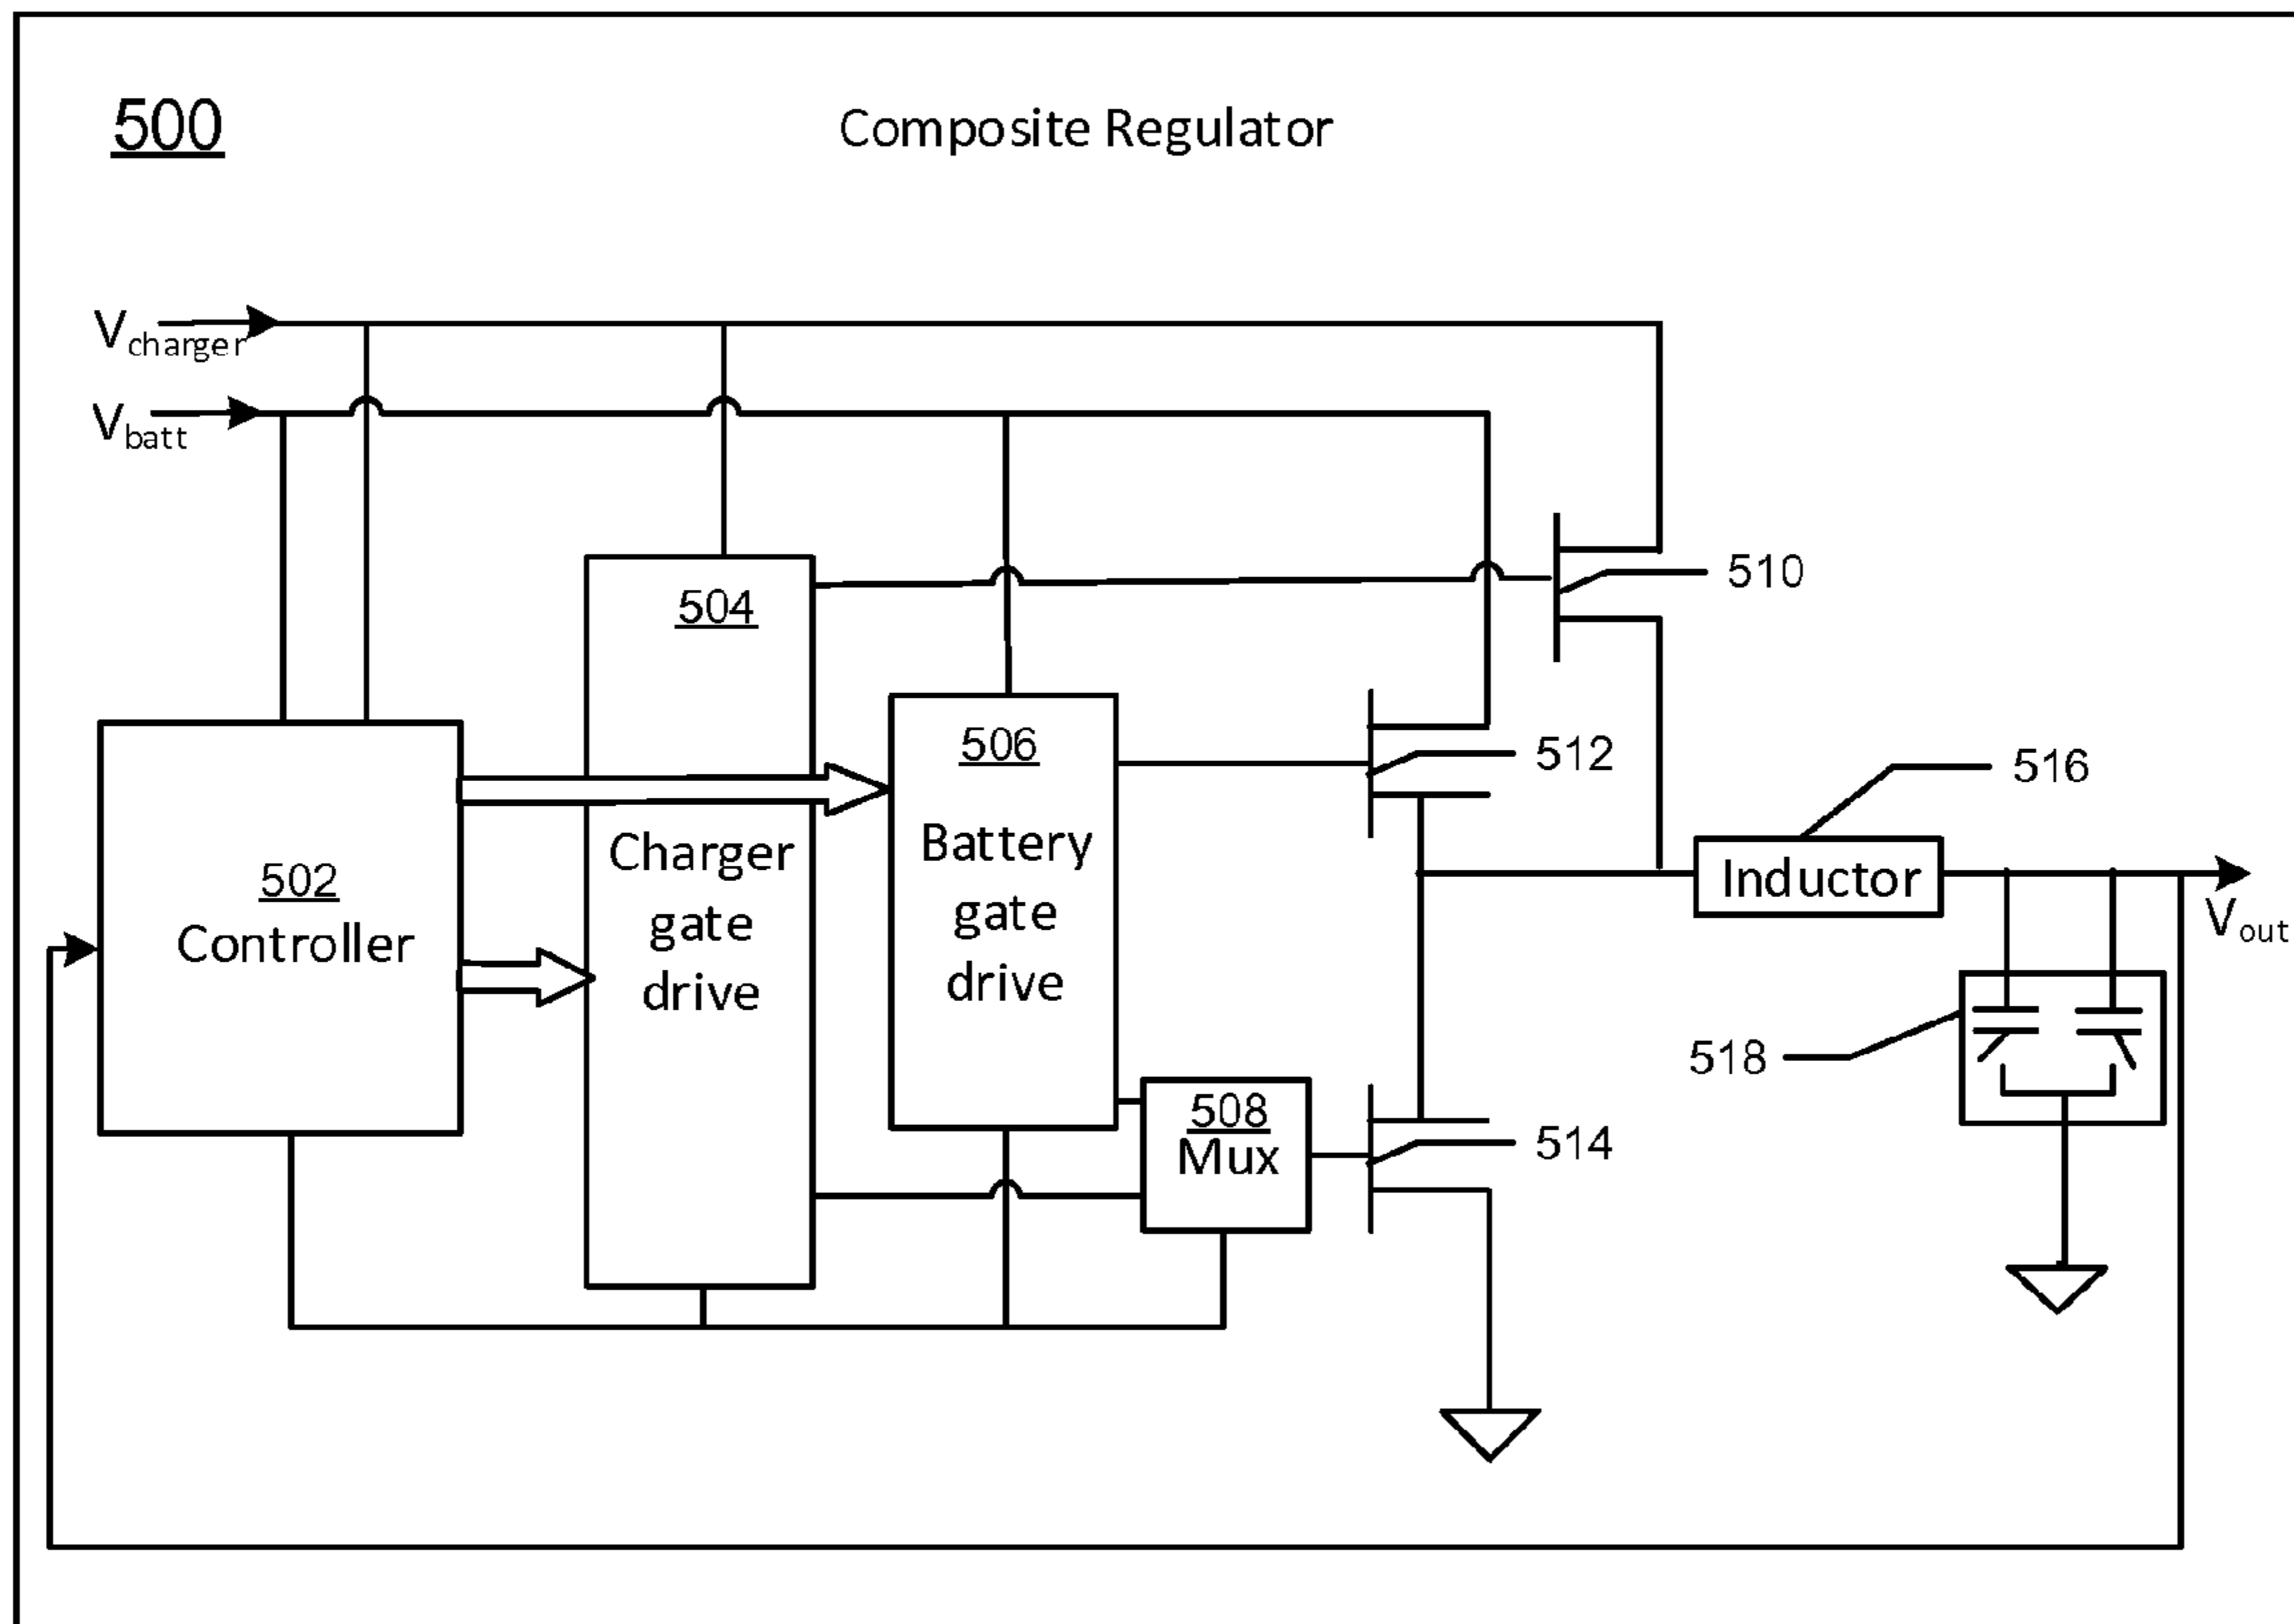 500
Composite Regulator
Vcharger
Vbatt
504
510
506
512
516
Battery
gate
drive
Charger
gate
drive
502
Controller
Inductor
Vout
518
508
Mux
514